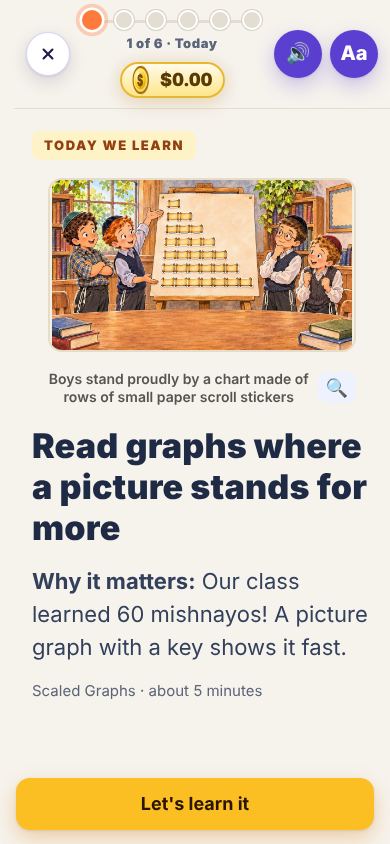 1 of 6 · Today
$ $0.00
Aa
TODAY WE LEARN
Boys stand proudly by a chart made of
rows of small paper scroll stickers
Read graphs where
a picture stands for
more
Why it matters: Our class
learned 60 mishnayos! A picture
graph with a key shows it fast.
Scaled Graphs · about 5 minutes
Let's learn it